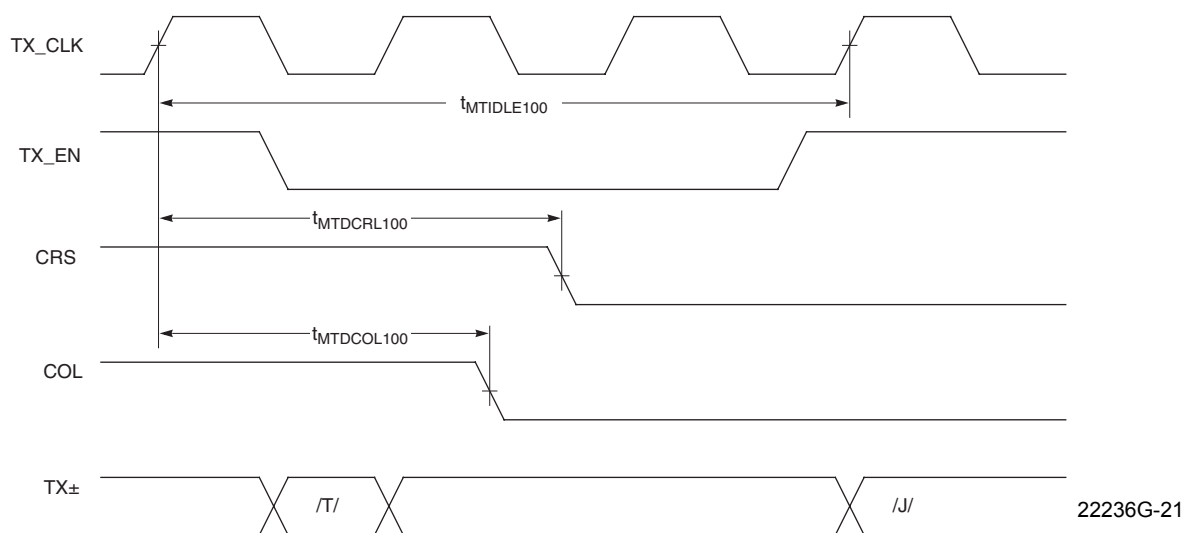 TX_CLK
tMTIDLE100
TX_EN
tMTDCRL100
CRS
tMTDCOL100
COL
TX± /T/ /J/
22236G-21